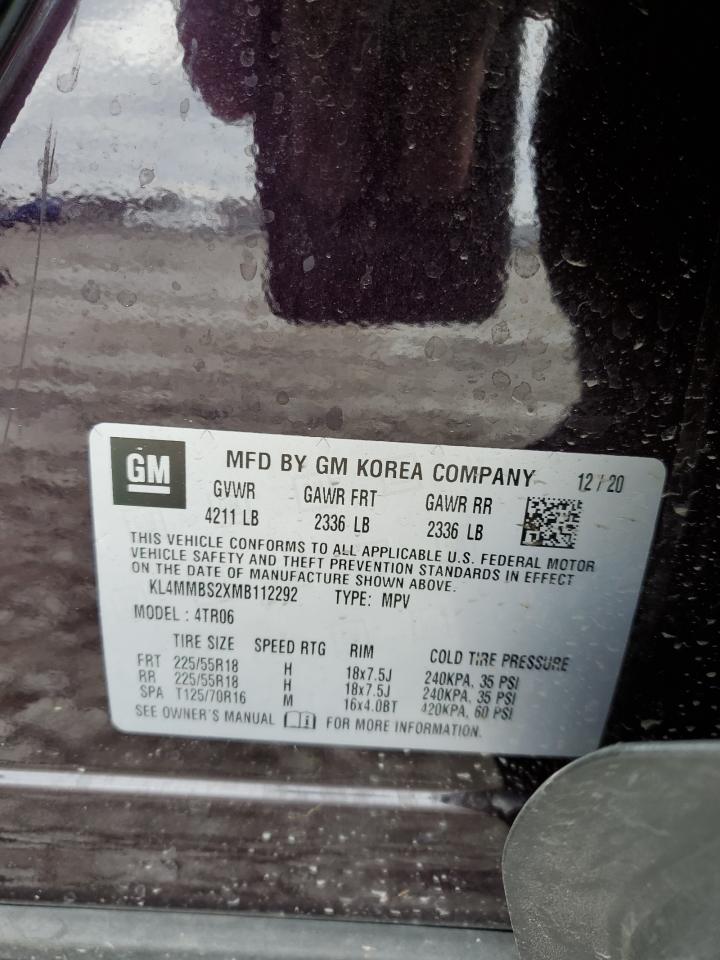 GM MFD BY GM KOREA COMPANY 12/20
GVWR GAWR FRT GAWR RR
4211 LB 2336 LB 2336 LB
THIS VEHICLE CONFORMS TO ALL APPLICABLE U.S. FEDERAL MOTOR
VEHICLE SAFETY AND THEFT PREVENTION STANDARDS IN EFFECT
ON THE DATE OF MANUFACTURE SHOWN ABOVE.
KL4MMBS2XMB112292 TYPE: MPV
MODEL : 4TR06
TIRE SIZE SPEED RTG RIM COLD TIRE PRESSURE
FRT 225/55R18 H 18x7.5J 240KPA, 35 PSI
RR 225/55R18 H 18x7.5J 240KPA, 35 PSI
SPA T125/70R16 M 16x4.0BT 420KPA, 60 PSI
SEE OWNER'S MANUAL FOR MORE INFORMATION.